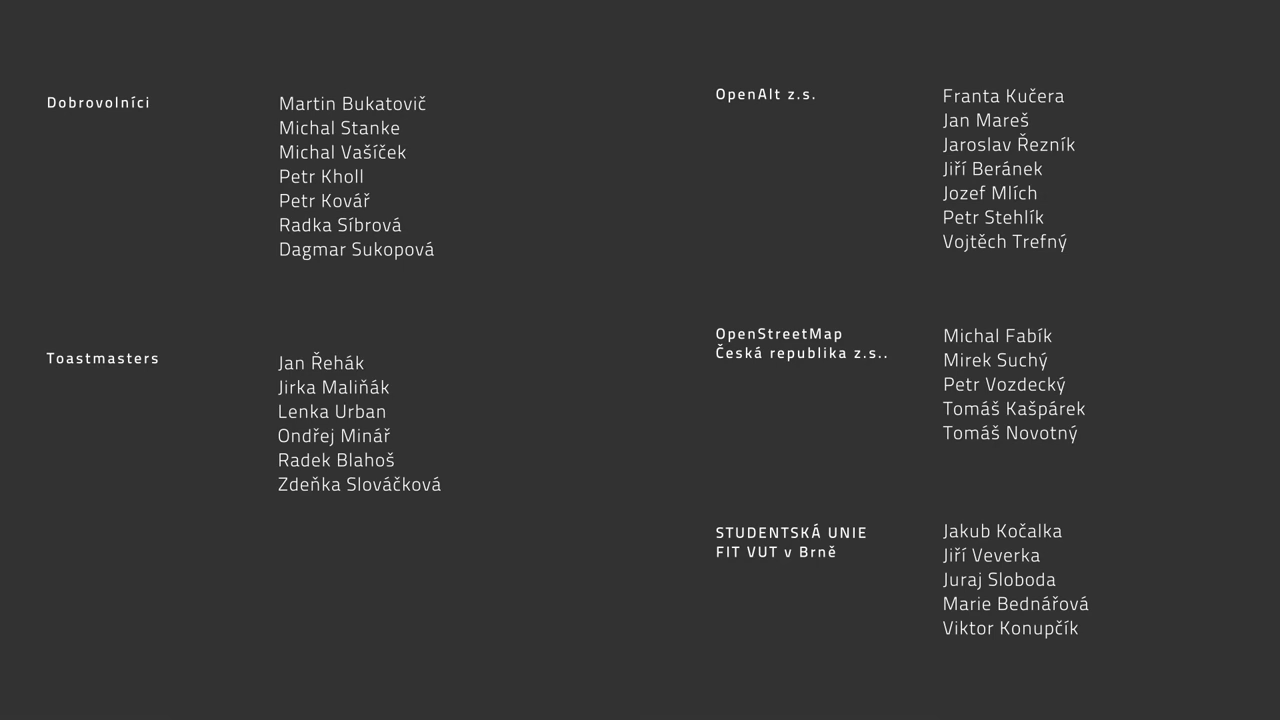 Dobrovolníci
Martin Bukatovič
Michal Stanke
Michal Vašíček
Petr Kholl
Petr Kovář
Radka Síbrová
Dagmar Sukopová
Toastmasters
Jan Řehák
Jirka Maliňák
Lenka Urban
Ondřej Minář
Radek Blahoš
Zdeňka Slováčková
OpenAlt z.s.
Franta Kučera
Jan Mareš
Jaroslav Řezník
Jiří Beránek
Jozef Mlích
Petr Stehlík
Vojtěch Trefný
OpenStreetMap
Česká republika z.s..
Michal Fabík
Mirek Suchý
Petr Vozdecký
Tomáš Kašpárek
Tomáš Novotný
STUDENTSKÁ UNIE
FIT VUT v Brně
Jakub Kočalka
Jiří Veverka
Juraj Sloboda
Marie Bednářová
Viktor Konupčík